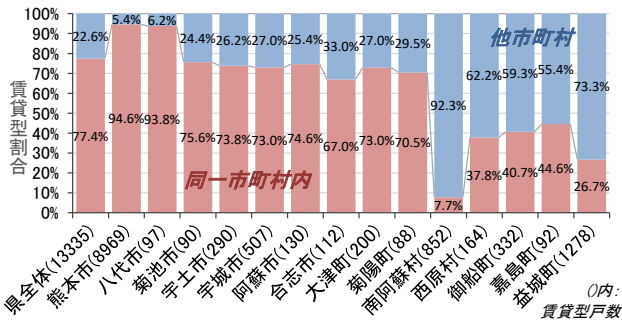 100%
90%
80%
70%
60%
50%
40%
30%
20%
10%
0%
賃貸型割合
22.6% 5.4% 6.2% 24.4% 26.2% 27.0% 25.4% 33.0% 27.0% 29.5% 92.3% 62.2% 59.3% 55.4% 73.3%
他市町村
77.4% 94.6% 93.8% 75.6% 73.8% 73.0% 74.6% 67.0% 73.0% 70.5% 7.7% 37.8% 40.7% 44.6% 26.7%
同一市町村内
県全体(13335)
熊本市(8969)
八代市(97)
菊池市(90)
宇土市(290)
宇城市(507)
阿蘇市(130)
合志市(112)
大津町(200)
菊陽町(88)
南阿蘇村(852)
西原村(164)
御船町(332)
嘉島町(92)
益城町(1278)
()内:
賃貸型戸数